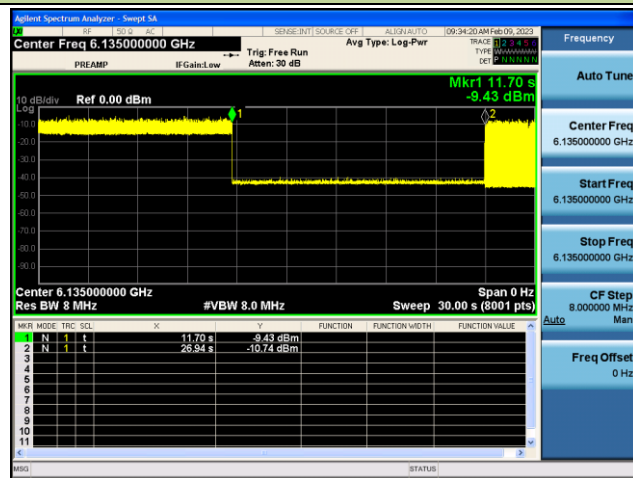 Agilent Spectrum Analyzer - Swept SA
RF 50 Ω AC SENSE:INT SOURCE OFF ALIGNAUTO 09:34:20 AM Feb 09, 2023
Center Freq 6.135000000 GHz
Avg Type: Log-Pwr
TRACE 1 2 3 4 5 6
TYPE
DET P N N N N N
Trig: Free Run
PREAMP IFGain:Low Atten: 30 dB
Mkr1 11.70 s
-9.43 dBm
10 dB/div Ref 0.00 dBm
Log
1
2
-10.0
-20.0
-30.0
-40.0
-50.0
-60.0
-70.0
-80.0
-90.0
Center 6.135000000 GHz Span 0 Hz
Res BW 8 MHz #VBW 8.0 MHz Sweep 30.00 s (8001 pts)
MKR MODE TRC SCL X Y FUNCTION FUNCTION WIDTH FUNCTION VALUE
1 N 1 t 11.70 s -9.43 dBm
2 N 1 t 26.94 s -10.74 dBm
3
4
5
6
7
8
9
10
11
MSG STATUS
Frequency
Auto Tune
Center Freq
6.135000000 GHz
Start Freq
6.135000000 GHz
Stop Freq
6.135000000 GHz
CF Step
8.000000 MHz
Auto Man
Freq Offset
0 Hz